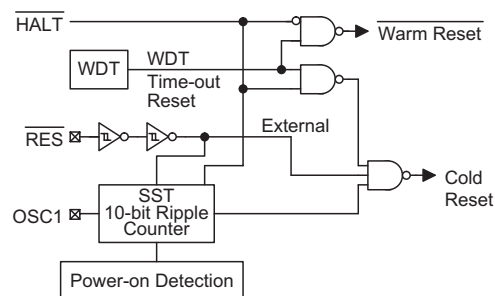 HALT
Warm Reset
WDT
WDT
Time-out
Reset
RES
External
SST
10-bit Ripple
Counter
OSC1
Cold
Reset
Power-on Detection